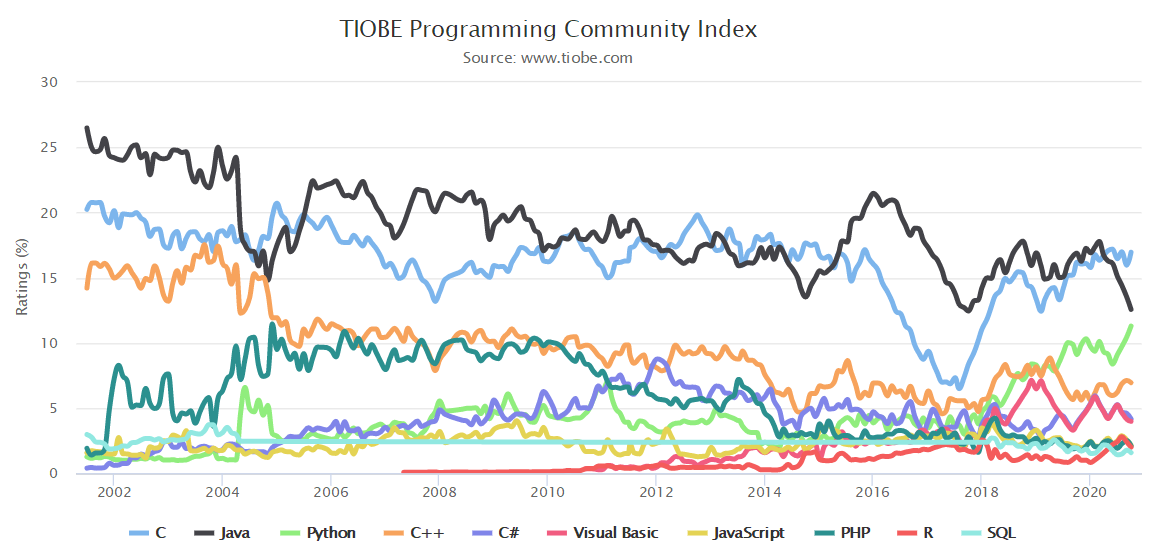 TIOBE Programming Community Index
Source: www.tiobe.com
Ratings (%)
30
25
20
15
10
5
0
2002 2004 2006 2008 2010 2012 2014 2016 2018 2020
C Java Python C++ C# Visual Basic JavaScript PHP R SQL